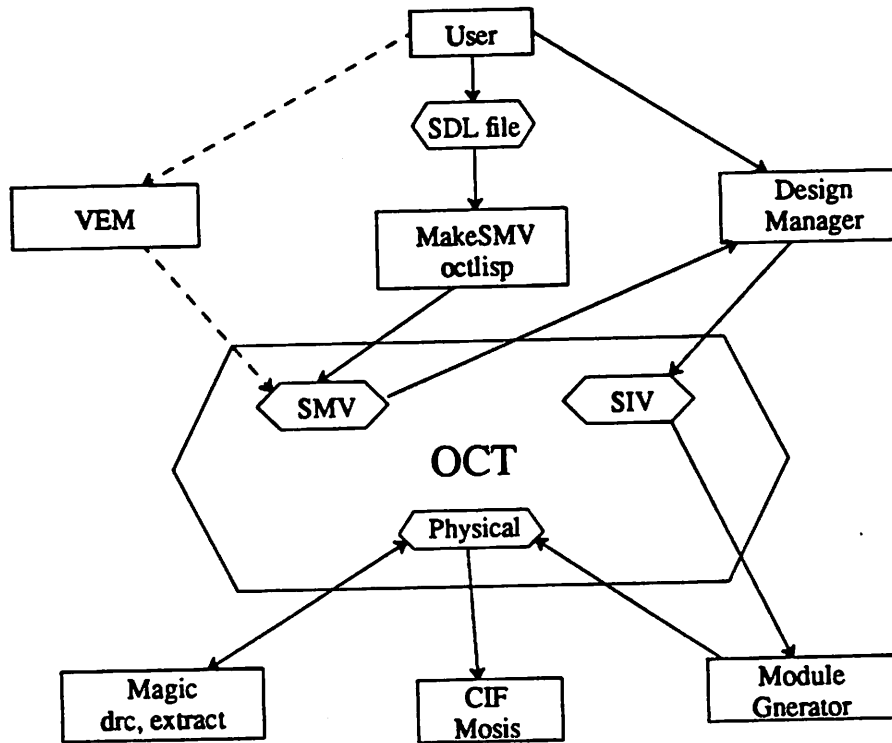 User
SDL file
VEM
MakeSMV
octlisp
Design
Manager
SMV
SIV
OCT
Physical
Magic
drc, extract
CIF
Mosis
Module
Gnerator